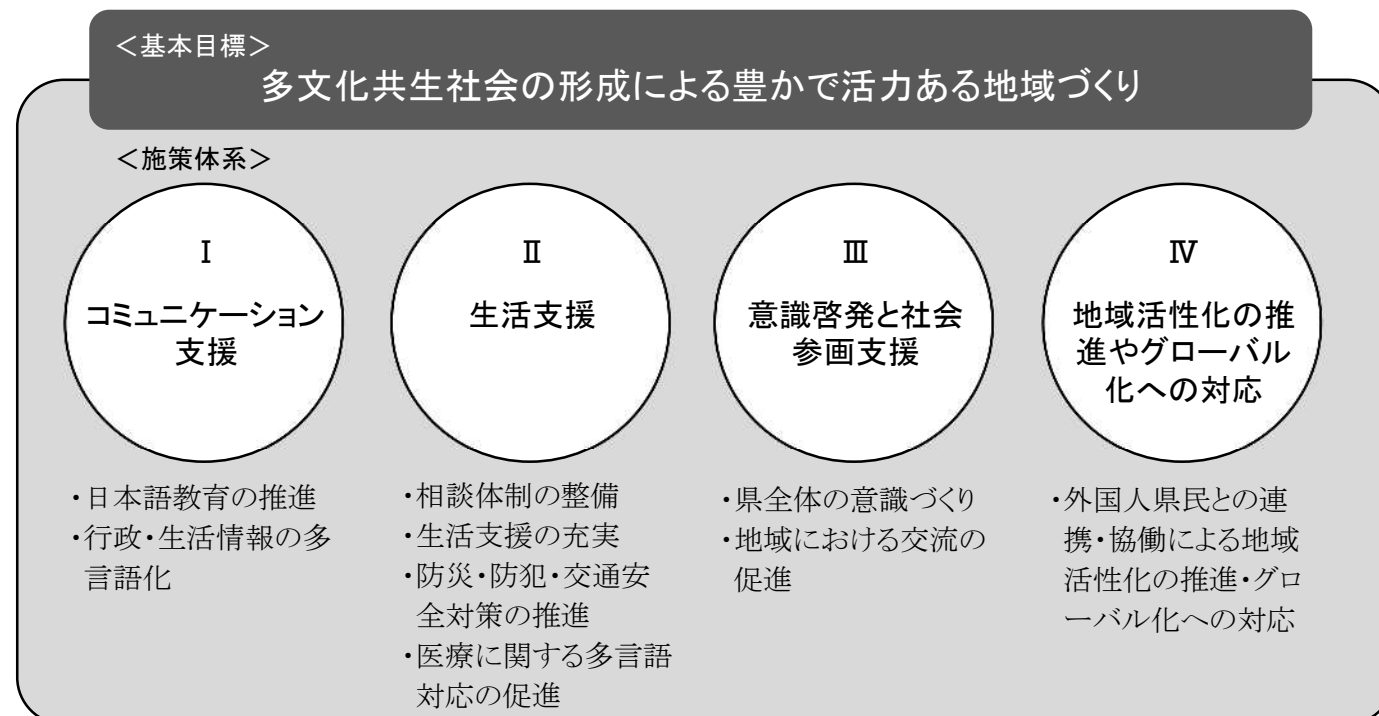 ＜基本目標＞
多文化共生社会の形成による豊かで活力ある地域づくり
＜施策体系＞
Ⅰ
コミュニケーション
支援
・日本語教育の推進
・行政・生活情報の多
言語化
Ⅱ
生活支援
・相談体制の整備
・生活支援の充実
・防災・防犯・交通安
全対策の推進
・医療に関する多言語
対応の促進
Ⅲ
意識啓発と社会
参画支援
・県全体の意識づくり
・地域における交流の
促進
Ⅳ
地域活性化の推
進やグローバル
化への対応
・外国人県民との連
携・協働による地域
活性化の推進・グロ
ーバル化への対応